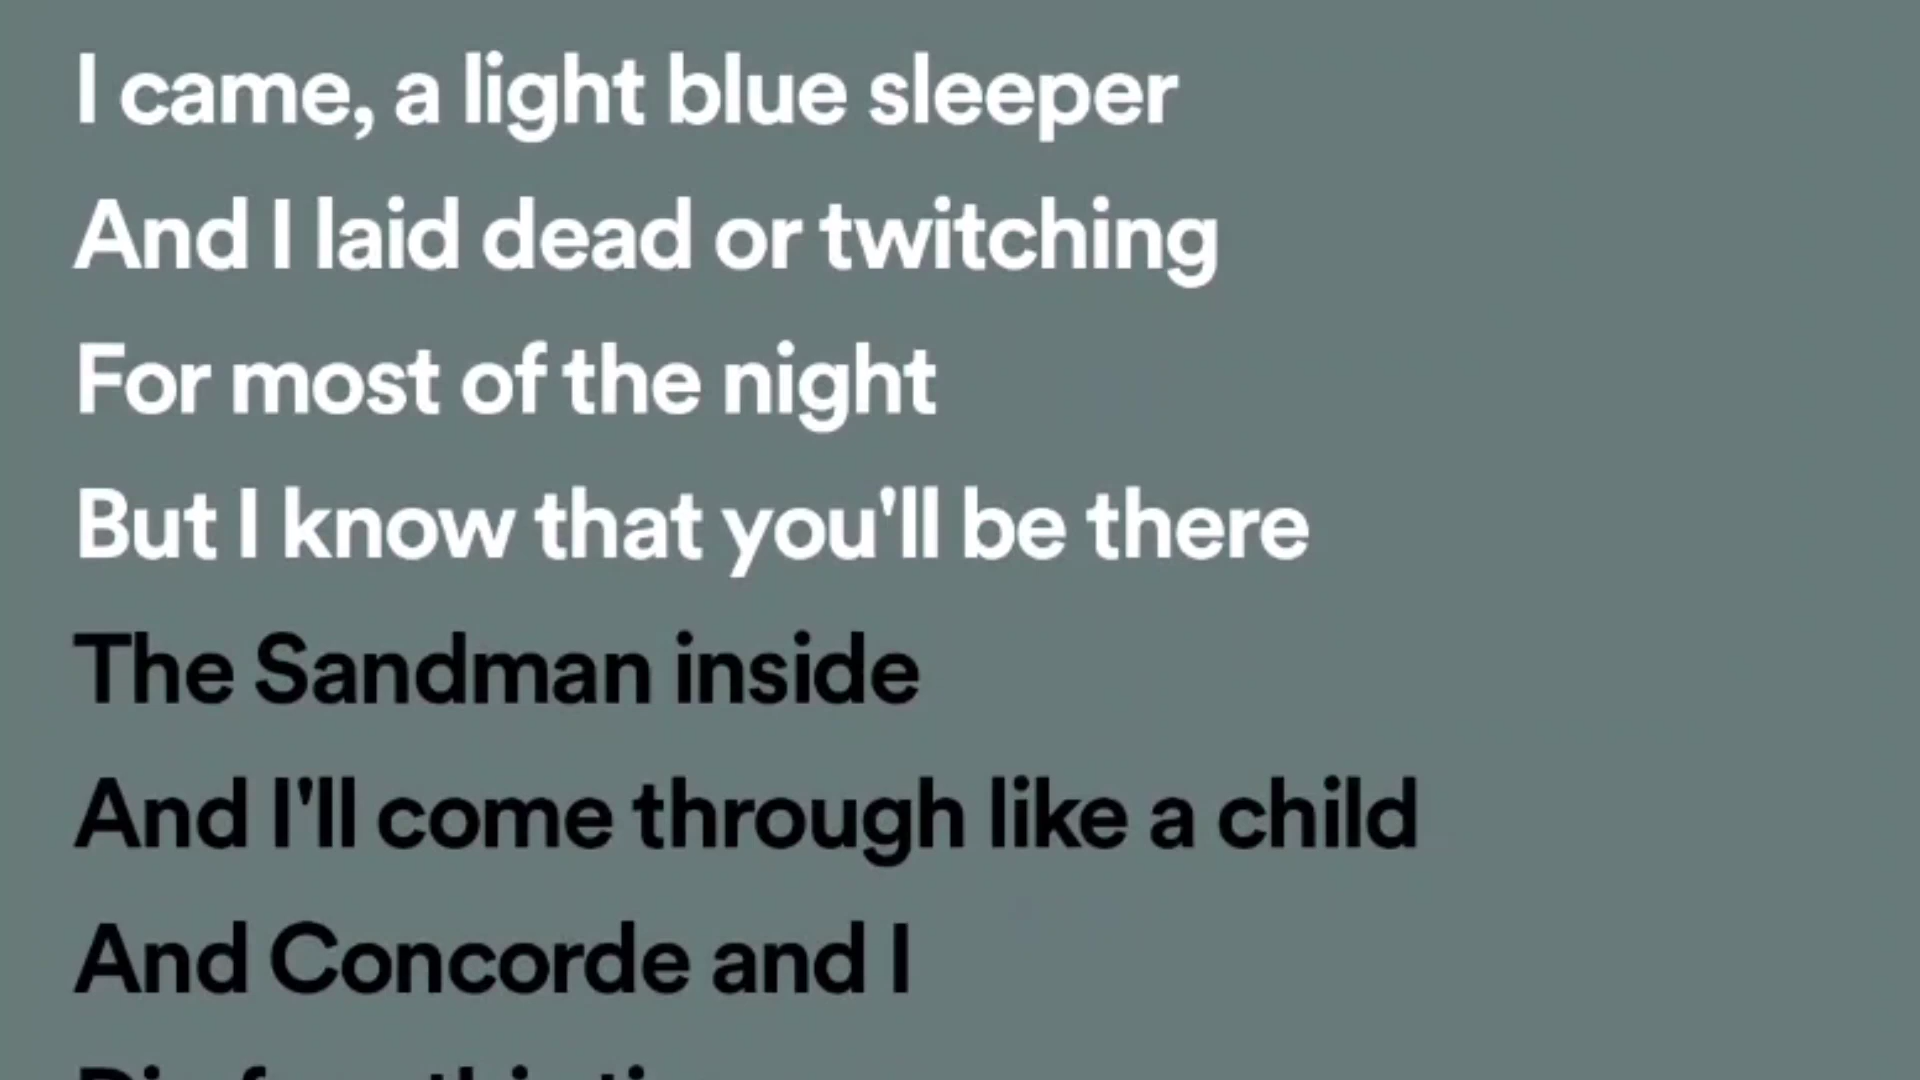 I came, a light blue sleeper
And I laid dead or twitching
For most of the night
But I know that you'll be there
The Sandman inside
And I'll come through like a child
And Concorde and I